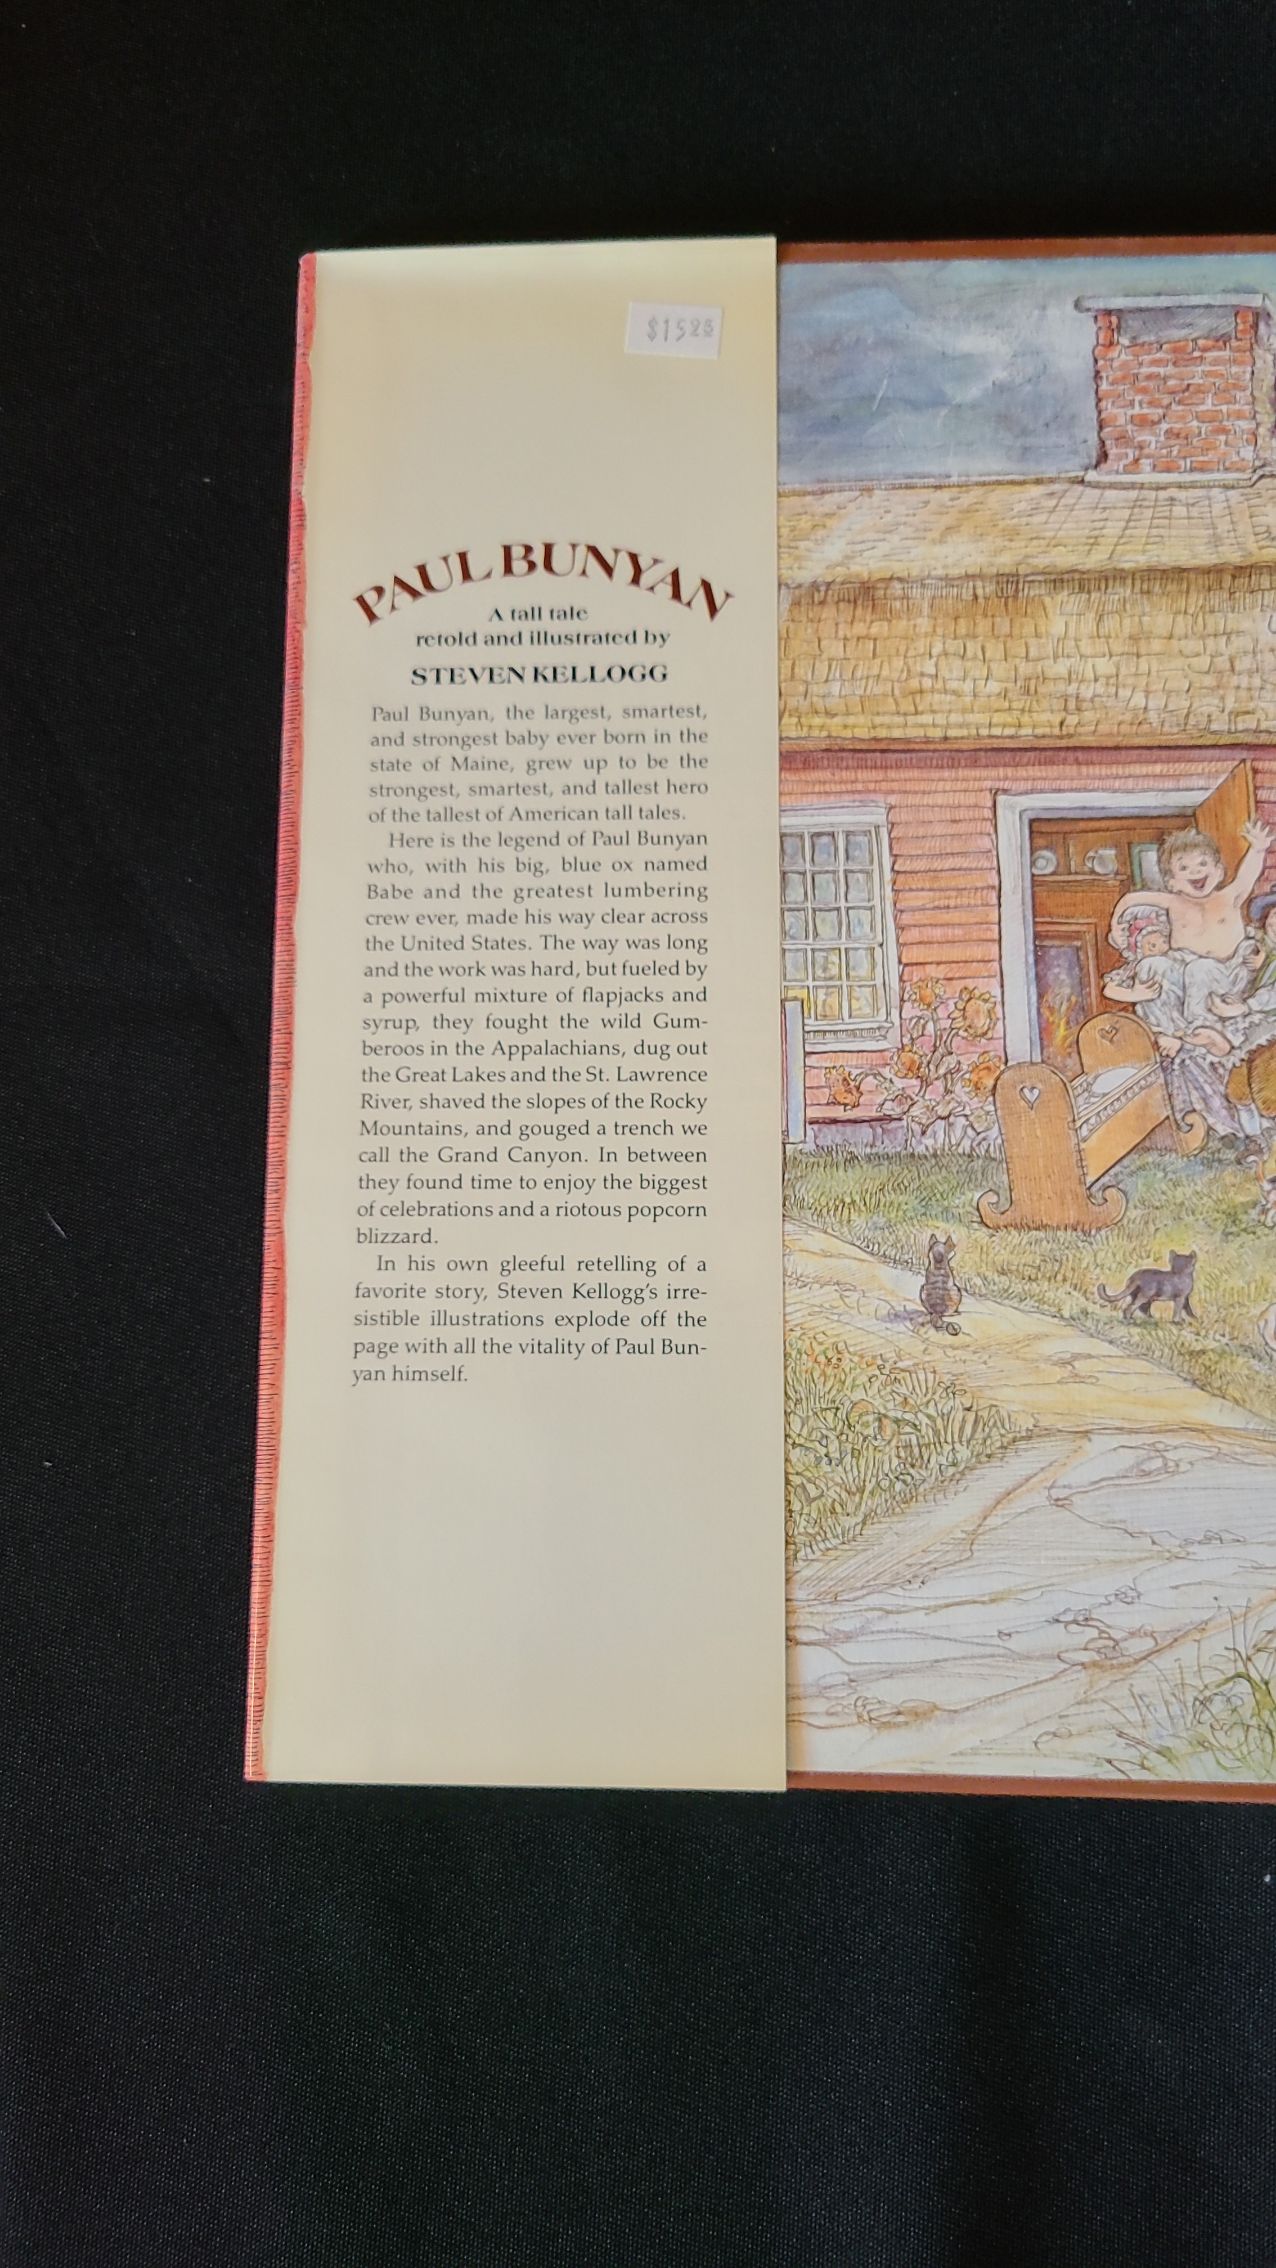 $15.25
PAUL BUNYAN
A tall tale
retold and illustrated by
STEVEN KELLOGG
Paul Bunyan, the largest, smartest,
and strongest baby ever born in the
state of Maine, grew up to be the
strongest, smartest, and tallest hero
of the tallest of American tall tales.
Here is the legend of Paul Bunyan
who, with his big, blue ox named
Babe and the greatest lumbering
crew ever, made his way clear across
the United States. The way was long
and the work was hard, but fueled by
a powerful mixture of flapjacks and
syrup, they fought the wild Gum-
beroos in the Appalachians, dug out
the Great Lakes and the St. Lawrence
River, shaved the slopes of the Rocky
Mountains, and gouged a trench we
call the Grand Canyon. In between
they found time to enjoy the biggest
of celebrations and a riotous popcorn
blizzard.
In his own gleeful retelling of a
favorite story, Steven Kellogg's irre-
sistible illustrations explode off the
page with all the vitality of Paul Bun-
yan himself.